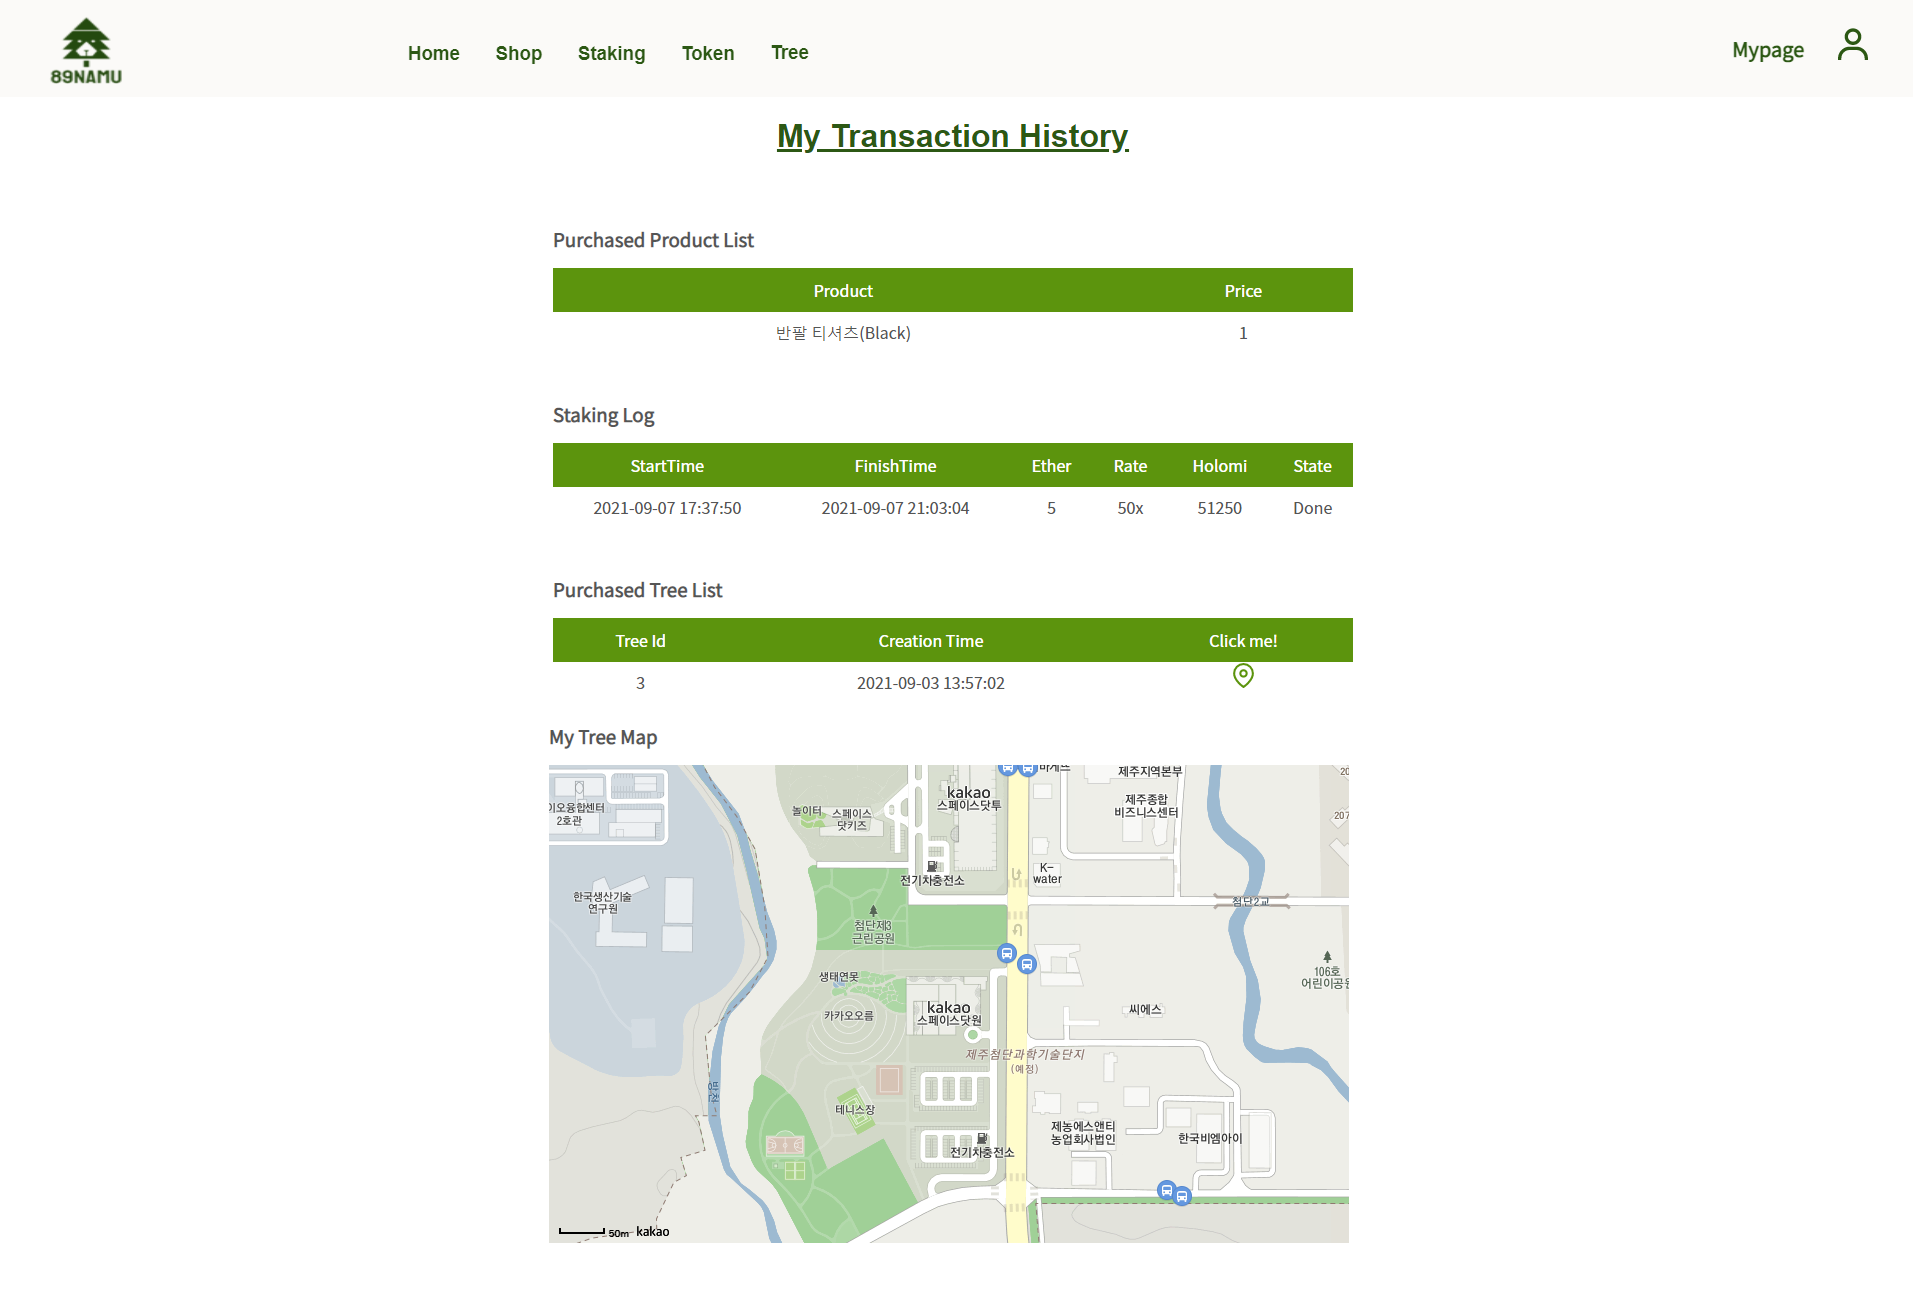 89NAMU
Home Shop Staking Token Tree
Mypage
My Transaction History
Purchased Product List
Product Price
반팔 티셔츠(Black) 1
Staking Log
StartTime FinishTime Ether Rate Holomi State
2021-09-07 17:37:50 2021-09-07 21:03:04 5 50x 51250 Done
Purchased Tree List
Tree Id Creation Time Click me!
3 2021-09-03 13:57:02
My Tree Map
제주지역본부
20
kakao
스페이스닷투
제주종합
비즈니스센터
이오융합센터
2호관
놀이터
스페이스
닷키즈
207
K-
water
전기차충전소
한국생산기술
연구원
첨단2교
첨단제3
근린공원
생태연못
106호
어린이공원
kakao
스페이스닷원
카카오오름
씨에스
제주첨단과학기술단지
(예정)
테니스장
제농에스앤티
농업회사법인
한국비엠아이
전기차충전소
50m kakao